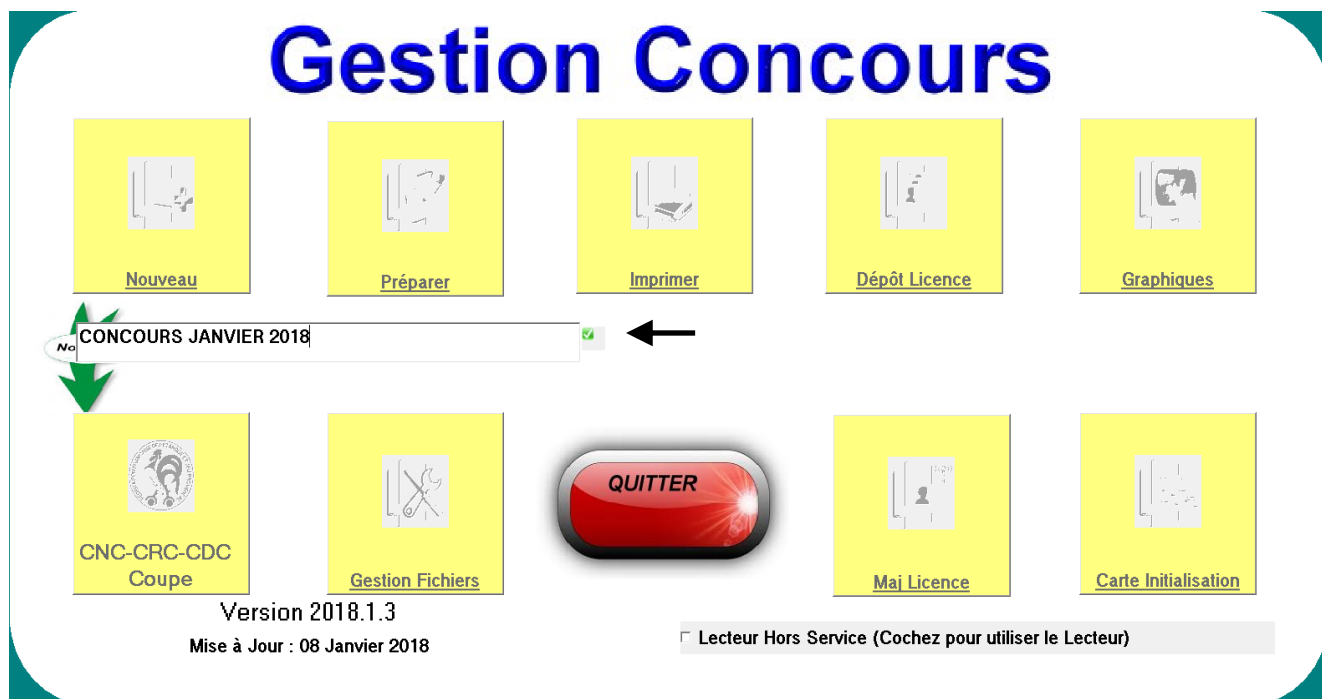 Gestion Concours
Nouveau
Préparer
Imprimer
Dépôt Licence
Graphiques
No
CONCOURS JANVIER 2018
CNC-CRC-CDC
Coupe
Gestion Fichiers
QUITTER
Maj Licence
Carte Initialisation
Version 2018.1.3
Mise à Jour : 08 Janvier 2018
Lecteur Hors Service (Cochez pour utiliser le Lecteur)